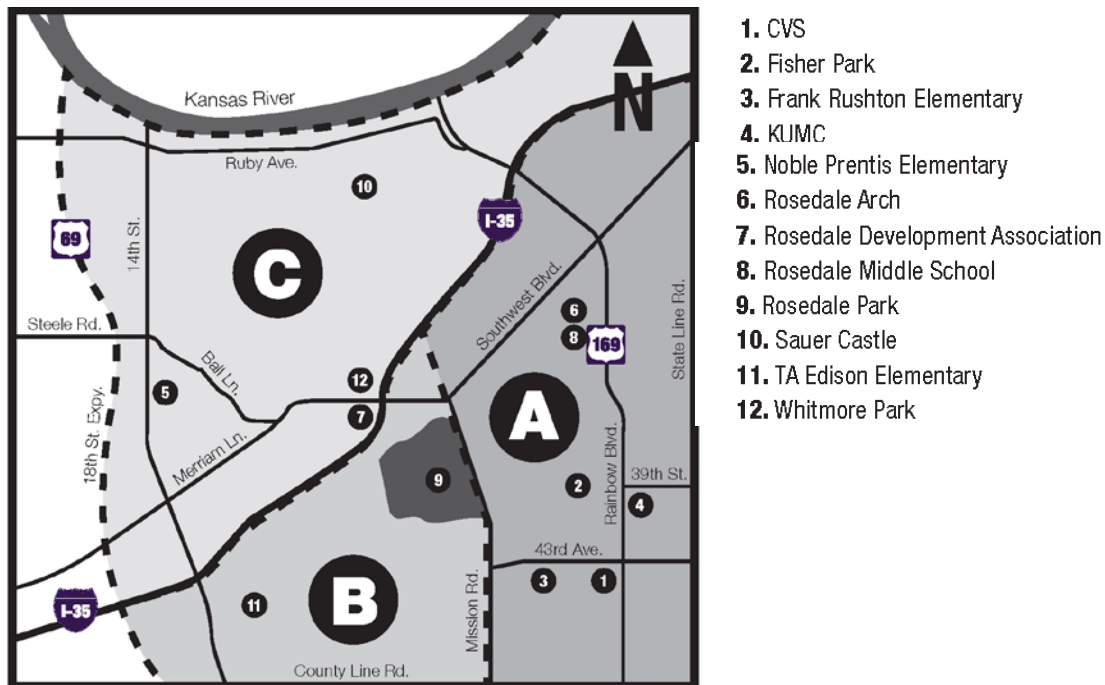 Kansas River
N
Ruby Ave.
10
I-35
69
14th St.
C
Southwest Blvd.
6
State Line Rd.
Steele Rd.
8
169
Ball Ln.
12
5
7
A
18th St. Expy.
Merriam Ln.
Rainbow Blvd.
39th St.
9
2
4
43rd Ave.
3
1
I-35
11
B
Mission Rd.
County Line Rd.
1. CVS
2. Fisher Park
3. Frank Rushton Elementary
4. KUMC
5. Noble Prentis Elementary
6. Rosedale Arch
7. Rosedale Development Association
8. Rosedale Middle School
9. Rosedale Park
10. Sauer Castle
11. TA Edison Elementary
12. Whitmore Park